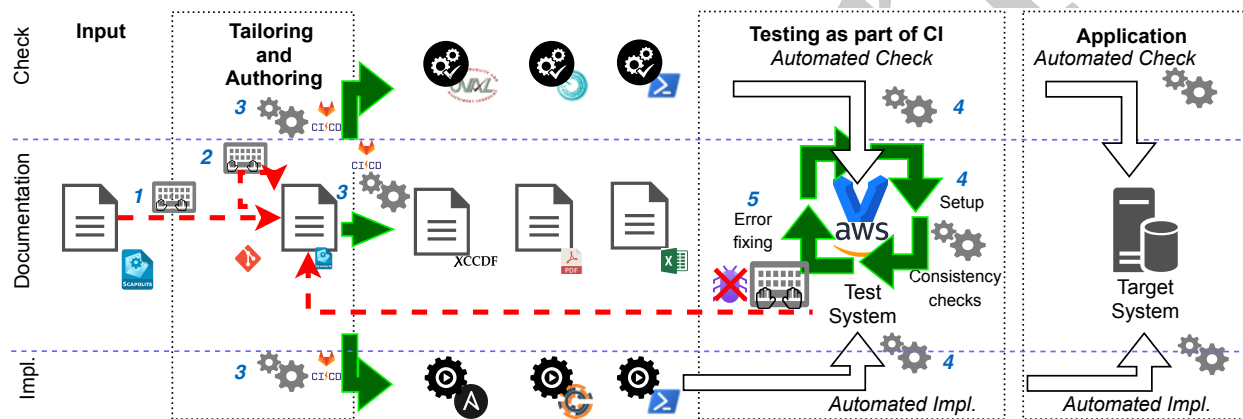 Check
Input
Tailoring
and
Authoring
3
CI/CD
OVAL
Testing as part of CI
Automated Check
4
Application
Automated Check
Documentation
1
SCAPOLITE
2
3
CI/CD
XCCDF
PDF
5
Error
fixing
aws
4
Setup
Consistency
checks
Test
System
Target
System
Impl.
3
CI/CD
A
4
Automated Impl.
Automated Impl.